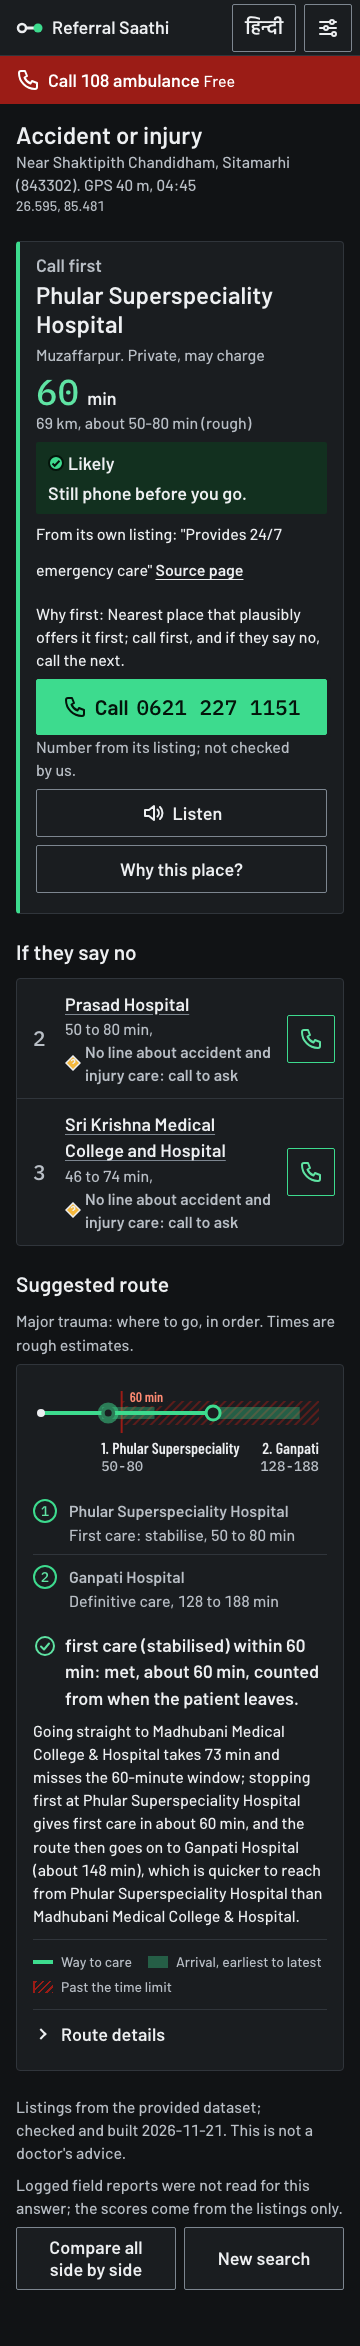 Referral Saathi
हिन्दी
Call 108 ambulance Free
Accident or injury
Near Shaktipith Chandidham, Sitamarhi
(843302). GPS 40 m, 04:45
26.595, 85.481
Call first
Phular Superspeciality
Hospital
Muzaffarpur. Private, may charge
60 min
69 km, about 50-80 min (rough)
Likely
Still phone before you go.
From its own listing: "Provides 24/7
emergency care" Source page
Why first: Nearest place that plausibly
offers it first; call first, and if they say no,
call the next.
Call 0621 227 1151
Number from its listing; not checked
by us.
Listen
Why this place?
If they say no
2
Prasad Hospital
50 to 80 min,
? No line about accident and
injury care: call to ask
3
Sri Krishna Medical
College and Hospital
46 to 74 min,
? No line about accident and
injury care: call to ask
Suggested route
Major trauma: where to go, in order. Times are
rough estimates.
60 min
1. Phular Superspeciality 2. Ganpati
50-80 128-188
1 Phular Superspeciality Hospital
First care: stabilise, 50 to 80 min
2 Ganpati Hospital
Definitive care, 128 to 188 min
first care (stabilised) within 60
min: met, about 60 min, counted
from when the patient leaves.
Going straight to Madhubani Medical
College & Hospital takes 73 min and
misses the 60-minute window; stopping
first at Phular Superspeciality Hospital
gives first care in about 60 min, and the
route then goes on to Ganpati Hospital
(about 148 min), which is quicker to reach
from Phular Superspeciality Hospital than
Madhubani Medical College & Hospital.
Way to care Arrival, earliest to latest
Past the time limit
Route details
Listings from the provided dataset;
checked and built 2026-11-21. This is not a
doctor's advice.
Logged field reports were not read for this
answer; the scores come from the listings only.
Compare all
side by side
New search